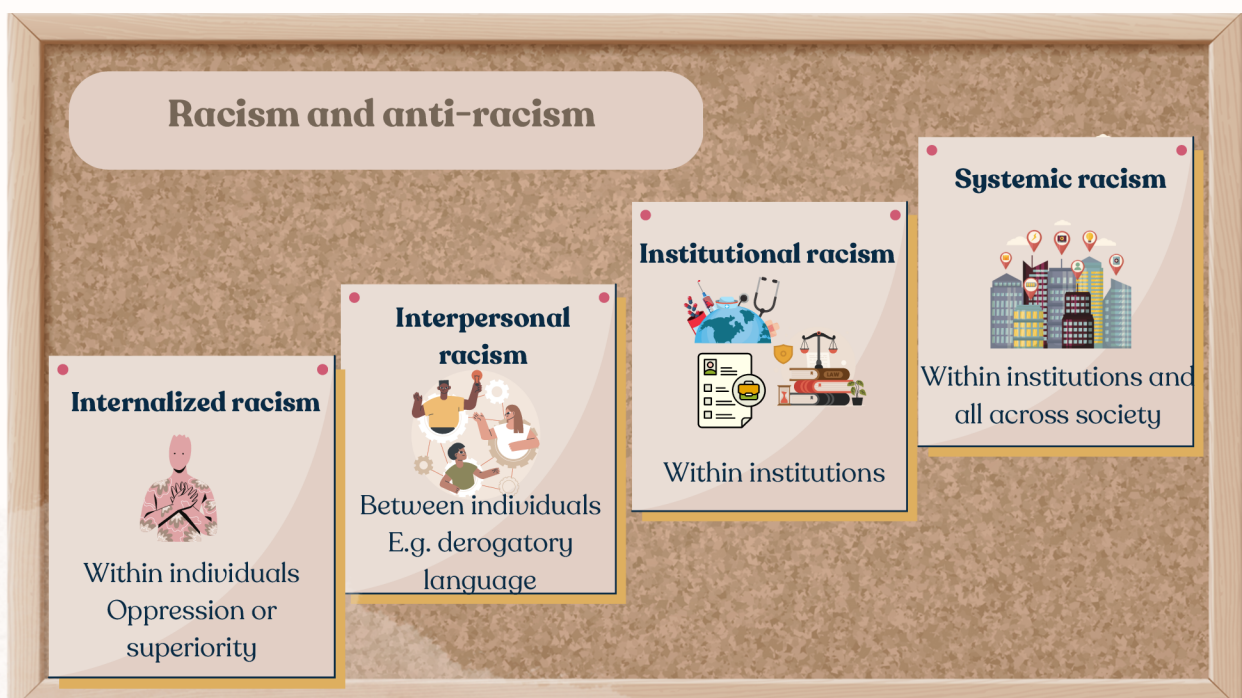 Racism and anti-racism
Systemic racism
Within institutions and
all across society
Institutional racism
LAW
Within institutions
Interpersonal
racism
Between individuals
E.g. derogatory
language
Internalized racism
Within individuals
Oppression or
superiority